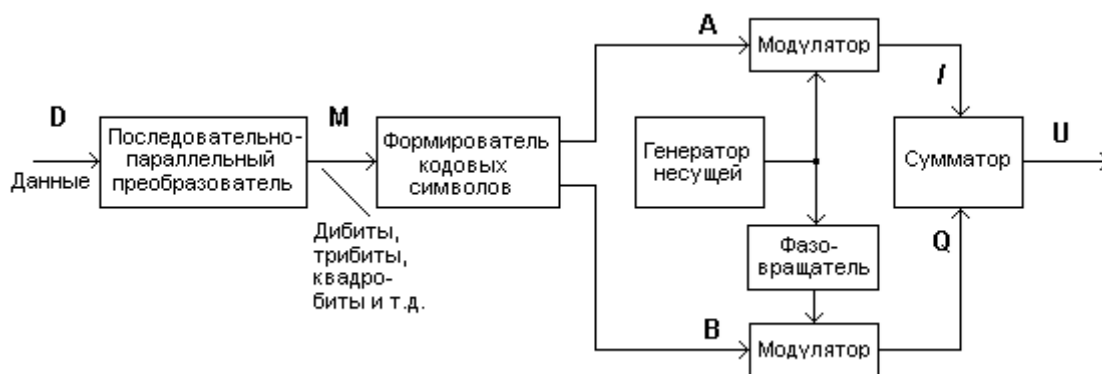 A
Модулятор
I
D
Последовательно-
параллельный
преобразователь
Данные
M
Формирователь
кодовых
символов
Генератор
несущей
Сумматор
U
Дибиты,
трибиты,
квадро-
биты и т.д.
Фазо-
вращатель
Q
B
Модулятор